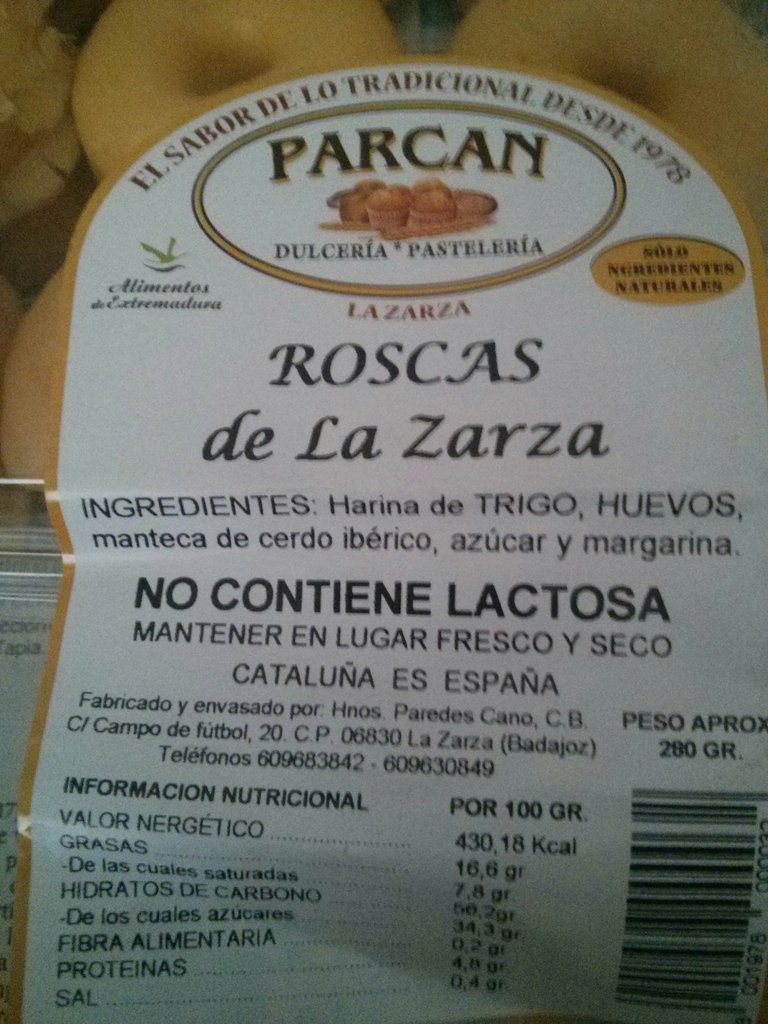 EL SABOR DE LO TRADICIONAL DESDE 1978
PARCAN
DULCERÍA * PASTELERÍA
LA ZARZA
Alimentos
de Extremadura
SÓLO
NGREDIENTES
NATURALES
ROSCAS
de La Zarza
INGREDIENTES: Harina de TRIGO, HUEVOS,
manteca de cerdo ibérico, azúcar y margarina.
NO CONTIENE LACTOSA
MANTENER EN LUGAR FRESCO Y SECO
CATALUÑA ES ESPAÑA
Fabricado y envasado por: Hnos. Paredes Cano, C.B.
C/ Campo de fútbol, 20. C.P. 06830 La Zarza (Badajoz)
Teléfonos 609683842 - 609630849
PESO APROX
280 GR.
INFORMACION NUTRICIONAL POR 100 GR.
VALOR NERGÉTICO 430,18 Kcal
GRASAS 16,6 gr
-De las cuales saturadas 7,8 gr
HIDRATOS DE CARBONO 56,2gr
-De los cuales azúcares 34,3 gr
FIBRA ALIMENTARIA 0,2 gr
PROTEINAS 4,8 gr
SAL 0,4 gr